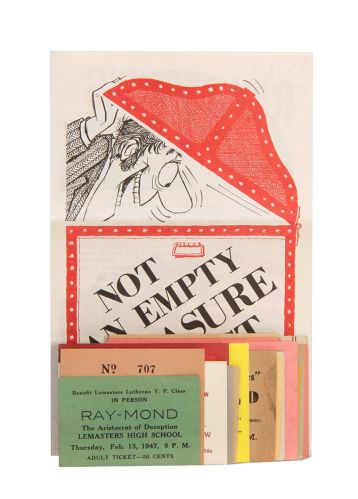 NOT
AN EMPTY
Nº 707
Benefit Lemasters Lutheran Y. P. Class
IN PERSON
RAY-MOND
The Aristocrat of Deception
LEMASTERS HIGH SCHOOL
Thursday, Feb. 13, 1947, 8 P.M.
ADULT TICKET—50 CENTS